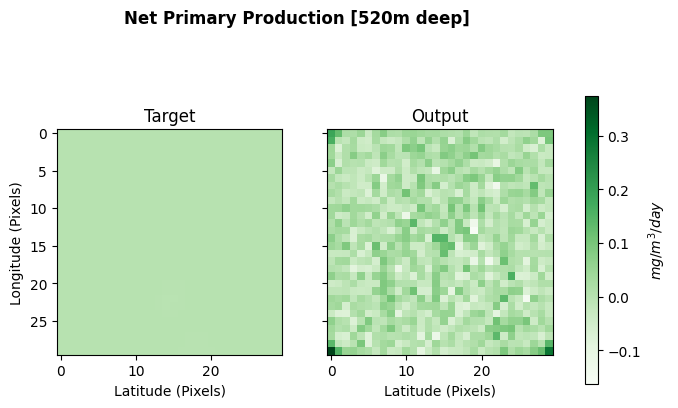 Net Primary Production [520m deep]
Target
Output
0
5
10
15
20
25
Longitude (Pixels)
0
10
20
Latitude (Pixels)
0
10
20
Latitude (Pixels)
0.3
0.2
0.1
0.0
−0.1
mg/m³/day